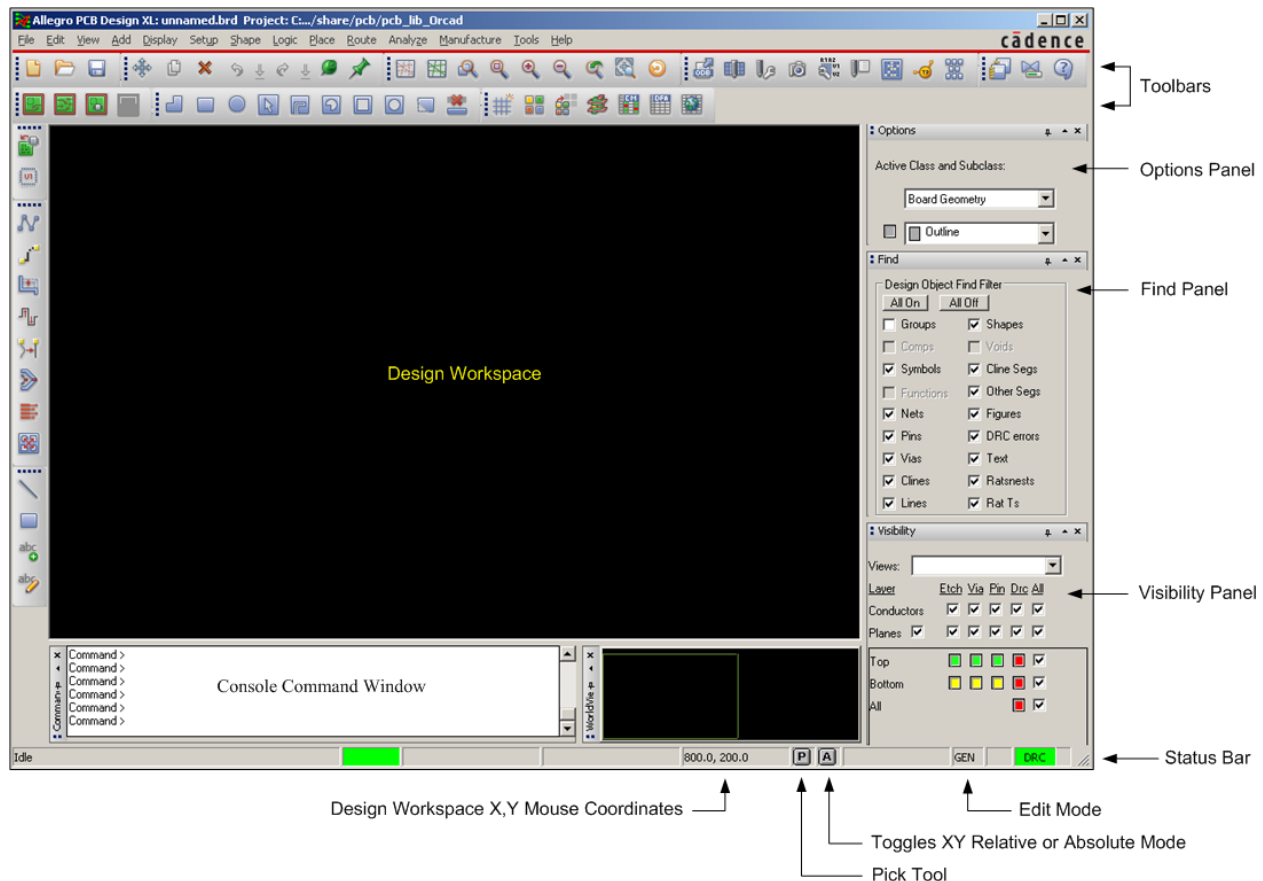 Allegro PCB Design XL: unnamed.brd Project: C:.../share/pcb/pcb_lib_Orcad
File Edit View Add Display Setup Shape Logic Place Route Analyze Manufacture Tools Help
cādence
Toolbars
Options
Active Class and Subclass:
Options Panel
Board Geometry
Outline
Find
Design Object Find Filter
Find Panel
All On All Off
Groups Shapes
Comps Voids
Symbols Cline Segs
Functions Other Segs
Nets Figures
Pins DRC errors
Vias Text
Clines Ratsnests
Lines Rat Ts
U1
abc
abc
Design Workspace
Visibility
Views:
Layer Etch Via Pin Drc All
Visibility Panel
Conductors
Planes
Top
Bottom
All
Command >
Command >
Command >
Command >
Command >
Command >
Console Command Window
Command
WorldVie
Idle
800.0, 200.0
P
A
GEN
DRC
Status Bar
Design Workspace X,Y Mouse Coordinates
Edit Mode
Toggles XY Relative or Absolute Mode
Pick Tool